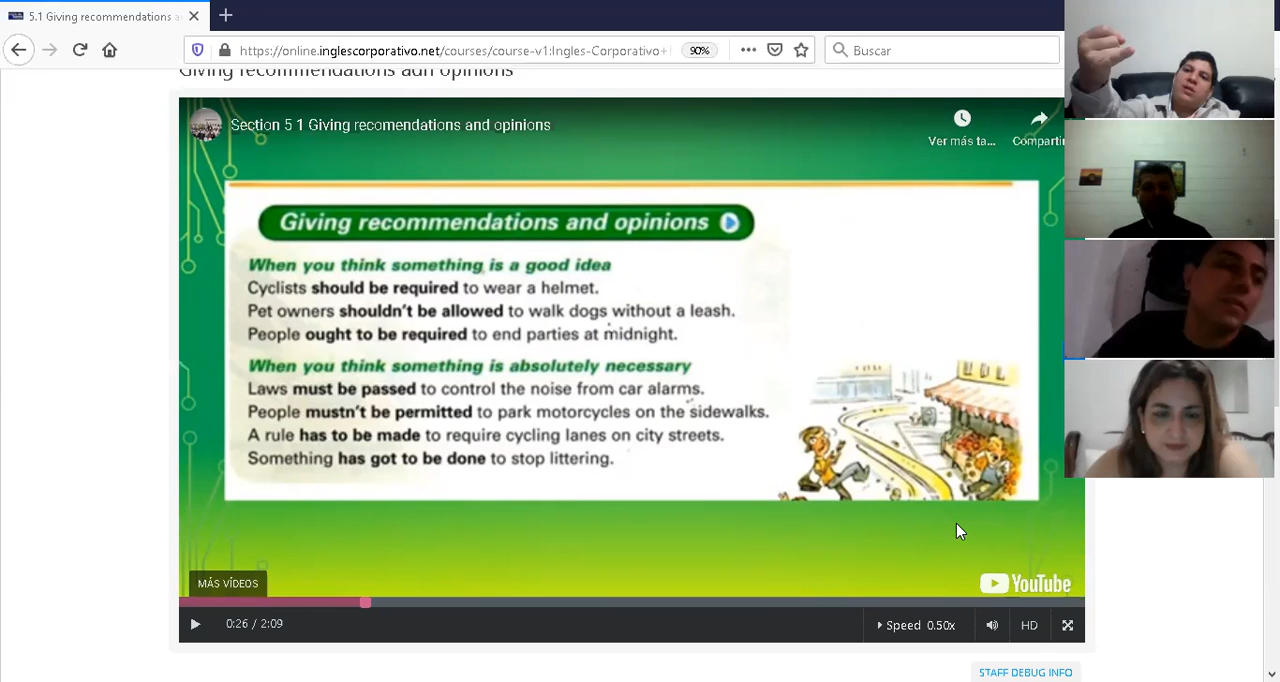 5.1 Giving recommendations a
https://online.inglescorporativo.net/courses/course-v1:Ingles-Corporativo+
90%
Buscar
Giving recommendations adn opinions
Section 5 1 Giving recomendations and opinions
Ver más ta...
Compartir
Giving recommendations and opinions
When you think something is a good idea
Cyclists should be required to wear a helmet.
Pet owners shouldn't be allowed to walk dogs without a leash.
People ought to be required to end parties at midnight.
When you think something is absolutely necessary
Laws must be passed to control the noise from car alarms.
People mustn't be permitted to park motorcycles on the sidewalks.
A rule has to be made to require cycling lanes on city streets.
Something has got to be done to stop littering.
MÁS VÍDEOS
YouTube
0:26 / 2:09
Speed 0.50x
HD
STAFF DEBUG INFO